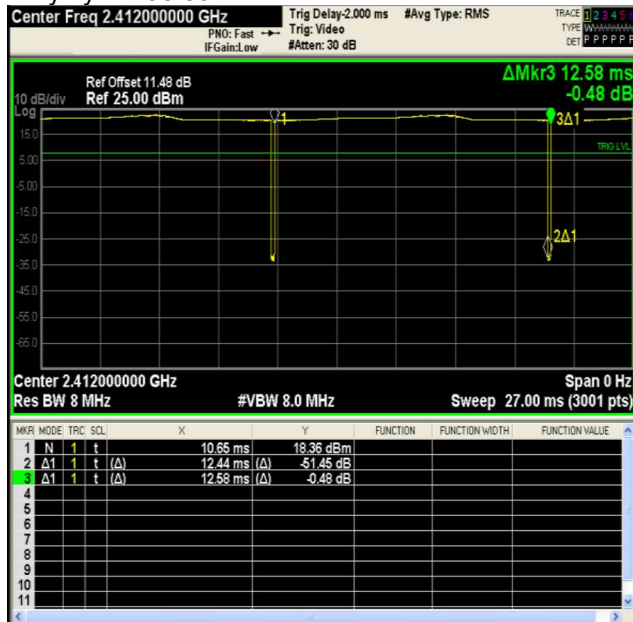 Center Freq 2.412000000 GHz
Trig Delay-2.000 ms #Avg Type: RMS
TRACE 1 2 3 4 5 6
PNO: Fast Trig: Video
TYPE
IFGain:Low #Atten: 30 dB
DET P P P P P P
ΔMkr3 12.58 ms
-0.48 dB
Ref Offset 11.48 dB
10 dB/div Ref 25.00 dBm
Log
1
3Δ1
15.0
TRIG LVL
5.00
-5.00
-15.0
2Δ1
-25.0
-35.0
-45.0
-55.0
-65.0
Center 2.412000000 GHz Span 0 Hz
Res BW 8 MHz #VBW 8.0 MHz Sweep 27.00 ms (3001 pts)
MKR MODE TRC SCL X Y FUNCTION FUNCTION WIDTH FUNCTION VALUE
1 N 1 t 10.65 ms 18.36 dBm
2 Δ1 1 t (Δ) 12.44 ms (Δ) -51.45 dB
3 Δ1 1 t (Δ) 12.58 ms (Δ) -0.48 dB
4
5
6
7
8
9
10
11